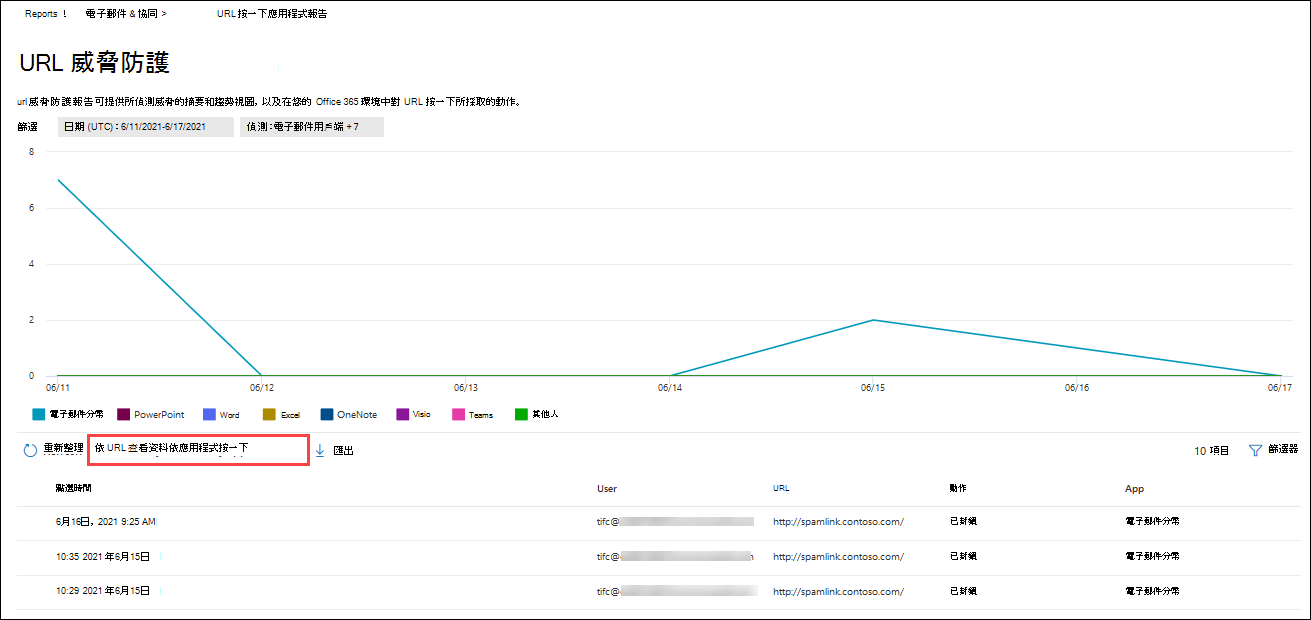 Reports ! 電子郵件 & 協同 > URL 按一下應用程式報告
URL 威脅防護
url 威脅防護報告可提供所偵測威脅的摘要和趨勢視圖，以及在您的 Office 365 環境中對 URL 按一下所採取的動作。
篩選 日期 (UTC)：6/11/2021-6/17/2021 偵測：電子郵件用戶端 + 7
8
6
4
2
0
06/11 06/12 06/13 06/14 06/15 06/16 06/17
電子郵件分常 PowerPoint Word Excel OneNote Visio Teams 其他人
重新整理 依 URL 查看資料依應用程式按一下 匯出 10 項目 篩選器
點選時間 User URL 動作 App
6月16日，2021 9:25 AM tifc@ http://spamlink.contoso.com/ 已封鎖 電子郵件分常
10:35 2021 年6月15日 tifc@ http://spamlink.contoso.com/ 已封鎖 電子郵件分常
10:29 2021 年6月15日 tifc@ http://spamlink.contoso.com/ 已封鎖 電子郵件分常